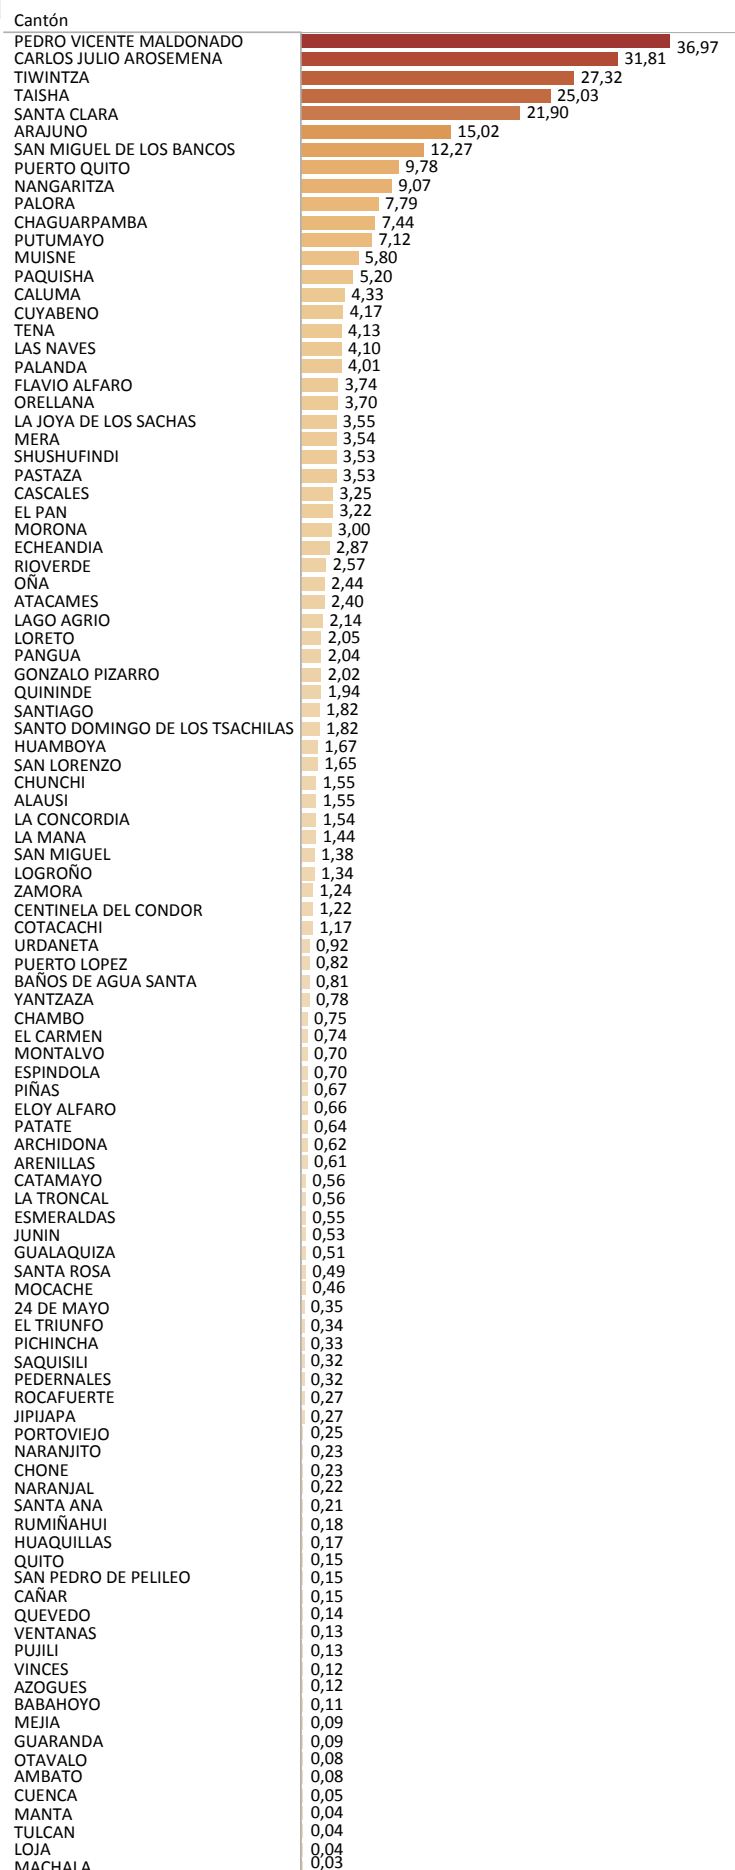 Cantón
PEDRO VICENTE MALDONADO 36,97
CARLOS JULIO AROSEMENA 31,81
TIWINTZA 27,32
TAISHA 25,03
SANTA CLARA 21,90
ARAJUNO 15,02
SAN MIGUEL DE LOS BANCOS 12,27
PUERTO QUITO 9,78
NANGARITZA 9,07
PALORA 7,79
CHAGUARPAMBA 7,44
PUTUMAYO 7,12
MUISNE 5,80
PAQUISHA 5,20
CALUMA 4,33
CUYABENO 4,17
TENA 4,13
LAS NAVES 4,10
PALANDA 4,01
FLAVIO ALFARO 3,74
ORELLANA 3,70
LA JOYA DE LOS SACHAS 3,55
MERA 3,54
SHUSHUFINDI 3,53
PASTAZA 3,53
CASCALES 3,25
EL PAN 3,22
MORONA 3,00
ECHEANDIA 2,87
RIOVERDE 2,57
OÑA 2,44
ATACAMES 2,40
LAGO AGRIO 2,14
LORETO 2,05
PANGUA 2,04
GONZALO PIZARRO 2,02
QUININDE 1,94
SANTIAGO 1,82
SANTO DOMINGO DE LOS TSACHILAS 1,82
HUAMBOYA 1,67
SAN LORENZO 1,65
CHUNCHI 1,55
ALAUSI 1,55
LA CONCORDIA 1,54
LA MANA 1,44
SAN MIGUEL 1,38
LOGROÑO 1,34
ZAMORA 1,24
CENTINELA DEL CONDOR 1,22
COTACACHI 1,17
URDANETA 0,92
PUERTO LOPEZ 0,82
BAÑOS DE AGUA SANTA 0,81
YANTZAZA 0,78
CHAMBO 0,75
EL CARMEN 0,74
MONTALVO 0,70
ESPINDOLA 0,70
PIÑAS 0,67
ELOY ALFARO 0,66
PATATE 0,64
ARCHIDONA 0,62
ARENILLAS 0,61
CATAMAYO 0,56
LA TRONCAL 0,56
ESMERALDAS 0,55
JUNIN 0,53
GUALAQUIZA 0,51
SANTA ROSA 0,49
MOCACHE 0,46
24 DE MAYO 0,35
EL TRIUNFO 0,34
PICHINCHA 0,33
SAQUISILI 0,32
PEDERNALES 0,32
ROCAFUERTE 0,27
JIPIJAPA 0,27
PORTOVIEJO 0,25
NARANJITO 0,23
CHONE 0,23
NARANJAL 0,22
SANTA ANA 0,21
RUMIÑAHUI 0,18
HUAQUILLAS 0,17
QUITO 0,15
SAN PEDRO DE PELILEO 0,15
CAÑAR 0,15
QUEVEDO 0,14
VENTANAS 0,13
PUJILI 0,13
VINCES 0,12
AZOGUES 0,12
BABAHOYO 0,11
MEJIA 0,09
GUARANDA 0,09
OTAVALO 0,08
AMBATO 0,08
CUENCA 0,05
MANTA 0,04
TULCAN 0,04
LOJA 0,04
MACHALA 0,03